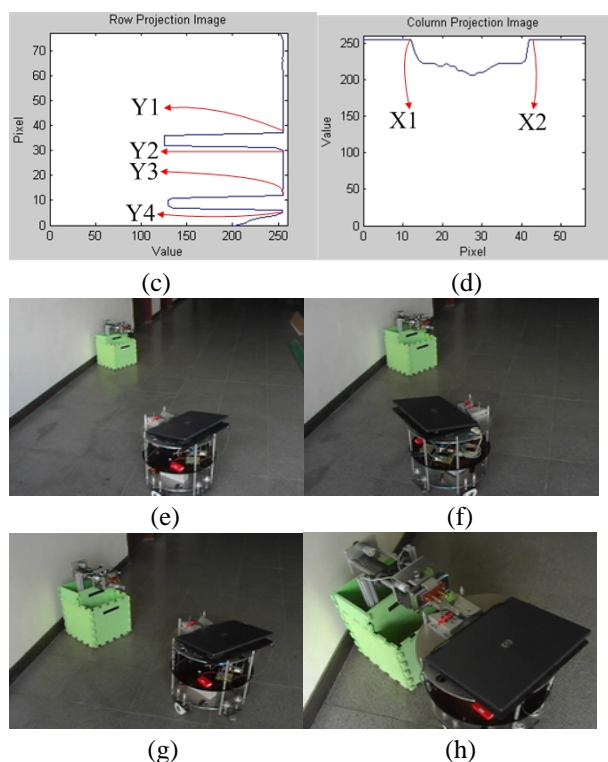 Row Projection Image
Pixel
70
60
50
40
30
20
10
0
0 50 100 150 200 250
Value
Y1
Y2
Y3
Y4
(c)
Column Projection Image
Value
250
200
150
100
50
0
0 10 20 30 40 50
Pixel
X1
X2
(d)
(e)
(f)
(g)
hp
(h)